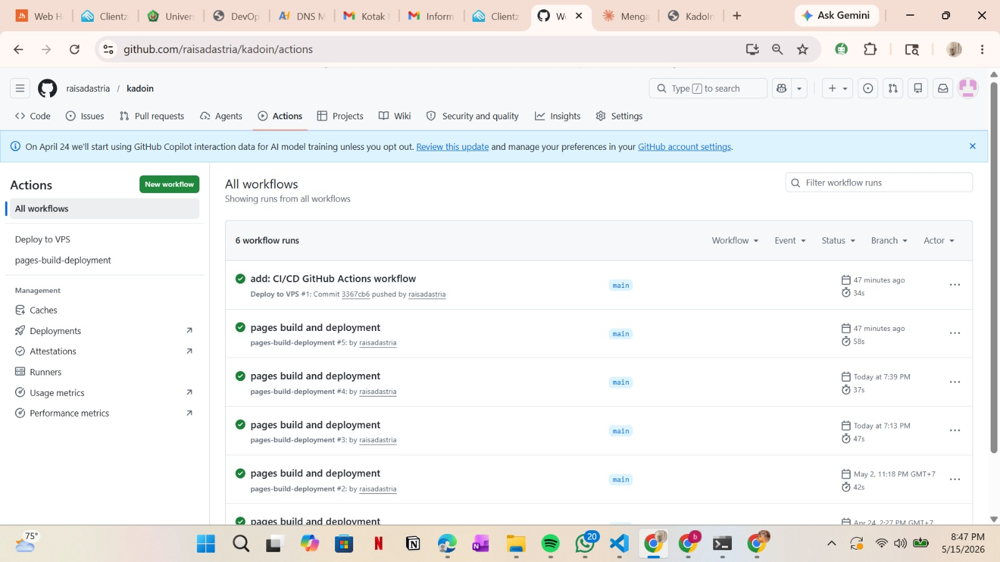 Web H
Clientz
Univer
DevOp
DNS M
Kotak
Inform
Clientz
Wo
Menga
KadoIn
Ask Gemini
github.com/raisadastria/kadoin/actions
raisadastria / kadoin
Type / to search
Code
Issues
Pull requests
Agents
Actions
Projects
Wiki
Security and quality
Insights
Settings
On April 24 we'll start using GitHub Copilot interaction data for AI model training unless you opt out. Review this update and manage your preferences in your GitHub account settings.
Actions
New workflow
All workflows
Deploy to VPS
pages-build-deployment
Management
Caches
Deployments
Attestations
Runners
Usage metrics
Performance metrics
All workflows
Showing runs from all workflows
Filter workflow runs
6 workflow runs
Workflow
Event
Status
Branch
Actor
add: CI/CD GitHub Actions workflow
Deploy to VPS #1: Commit 3367cb6 pushed by raisadastria
main
47 minutes ago
34s
pages build and deployment
pages-build-deployment #5: by raisadastria
main
47 minutes ago
58s
pages build and deployment
pages-build-deployment #4: by raisadastria
main
Today at 7:39 PM
37s
pages build and deployment
pages-build-deployment #3: by raisadastria
main
Today at 7:13 PM
47s
pages build and deployment
pages-build-deployment #2: by raisadastria
main
May 2, 11:18 PM GMT+7
42s
pages build and deployment
Apr 24, 2:27 PM GMT+7
75°
20
b
8:47 PM
5/15/2026